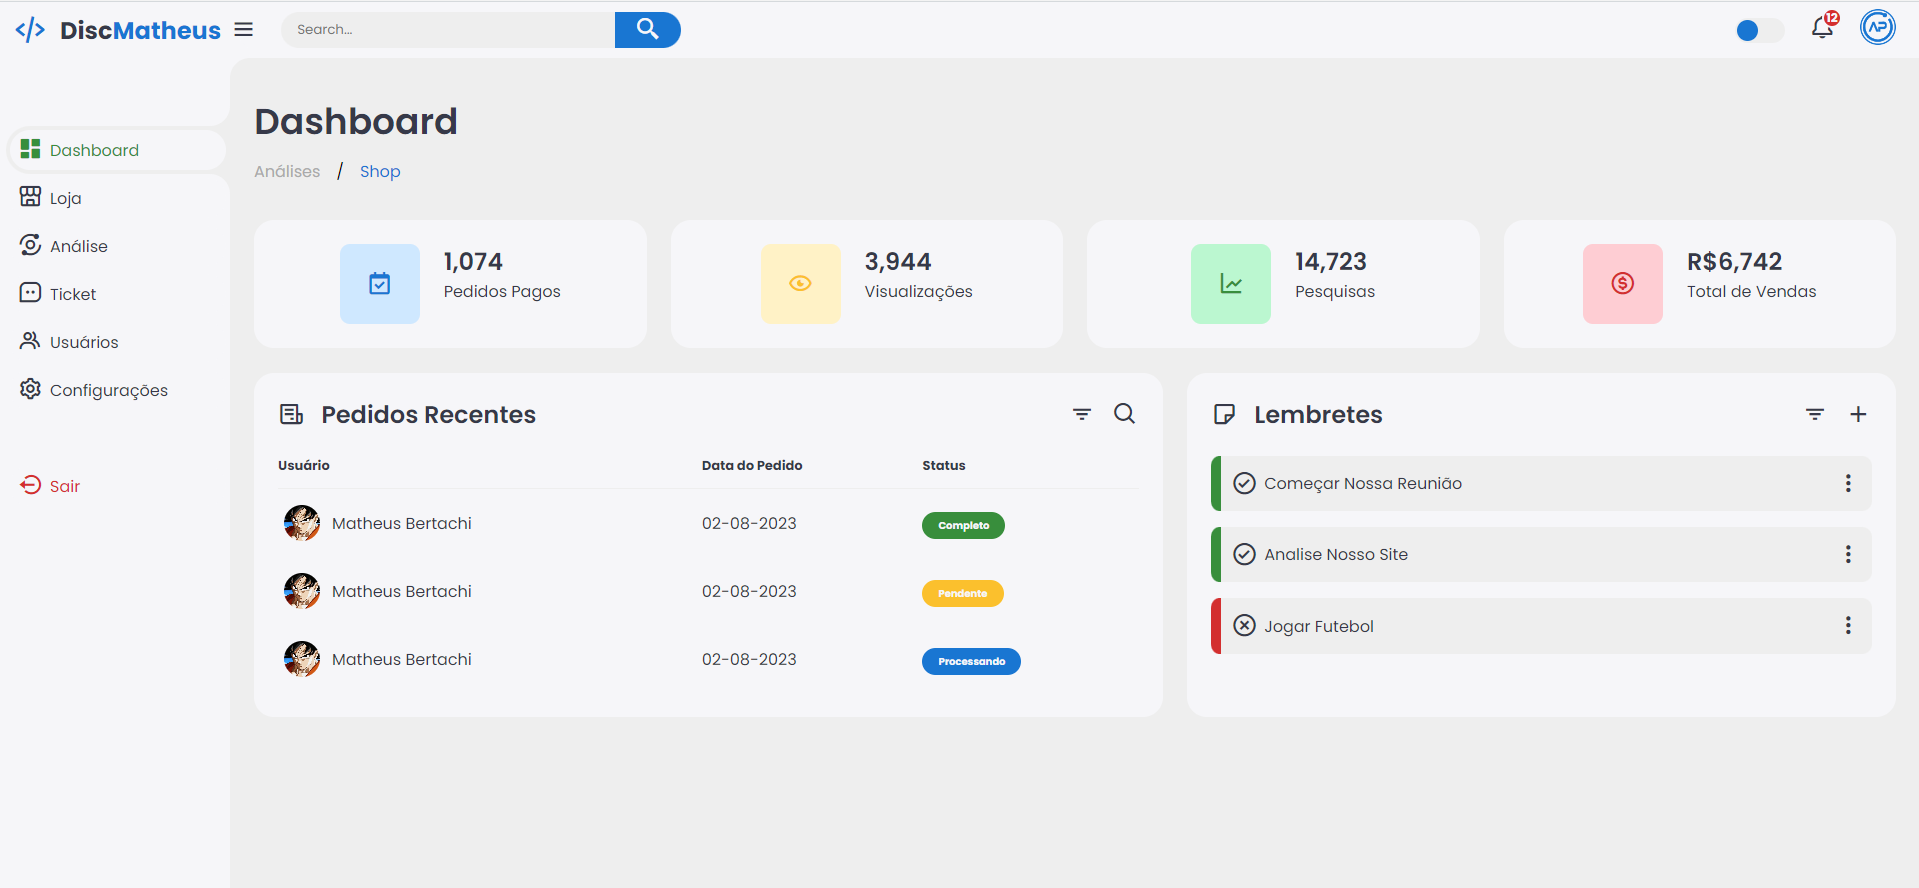 </> DiscMatheus
Search...
12
AP
Dashboard
Loja
Análise
Ticket
Usuários
Configurações
Sair
Dashboard
Análises / Shop
1,074
Pedidos Pagos
3,944
Visualizações
14,723
Pesquisas
R$6,742
Total de Vendas
Pedidos Recentes
Usuário Data do Pedido Status
Matheus Bertachi 02-08-2023 Completo
Matheus Bertachi 02-08-2023 Pendente
Matheus Bertachi 02-08-2023 Processando
Lembretes
Começar Nossa Reunião
Analise Nosso Site
Jogar Futebol